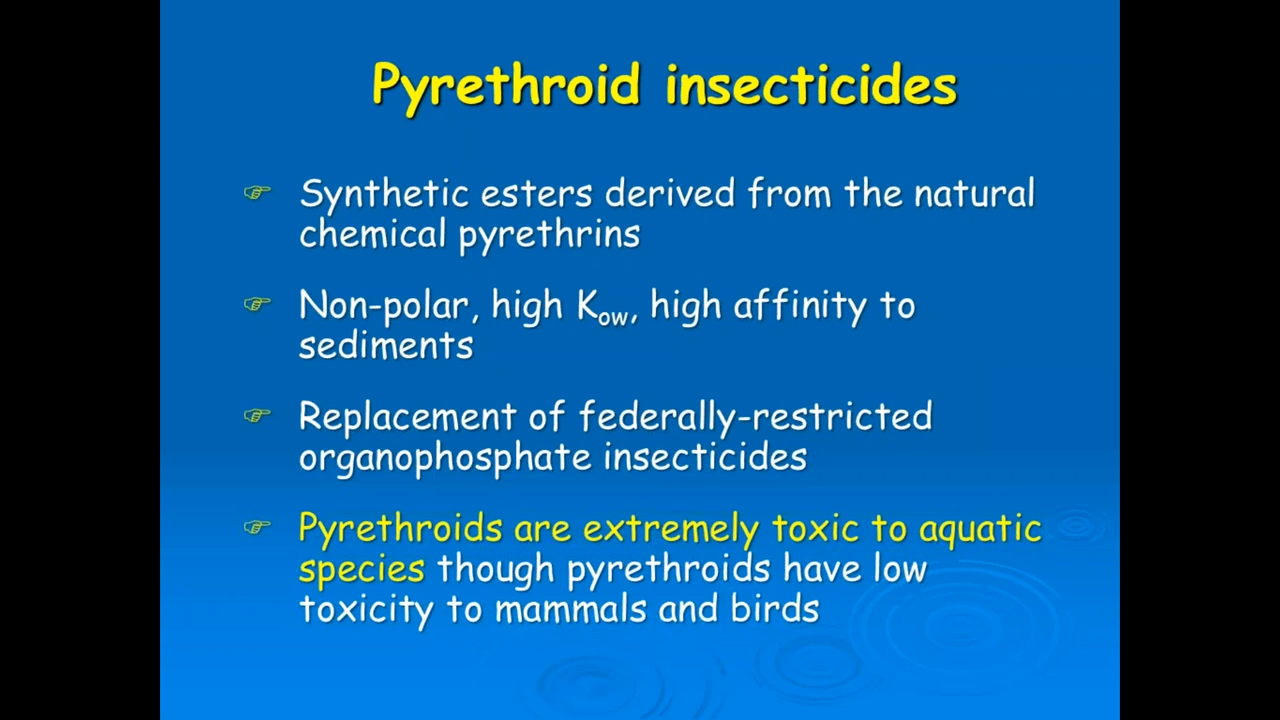 Pyrethroid insecticides
Synthetic esters derived from the natural
chemical pyrethrins
Non-polar, high Kow, high affinity to
sediments
Replacement of federally-restricted
organophosphate insecticides
Pyrethroids are extremely toxic to aquatic
species though pyrethroids have low
toxicity to mammals and birds